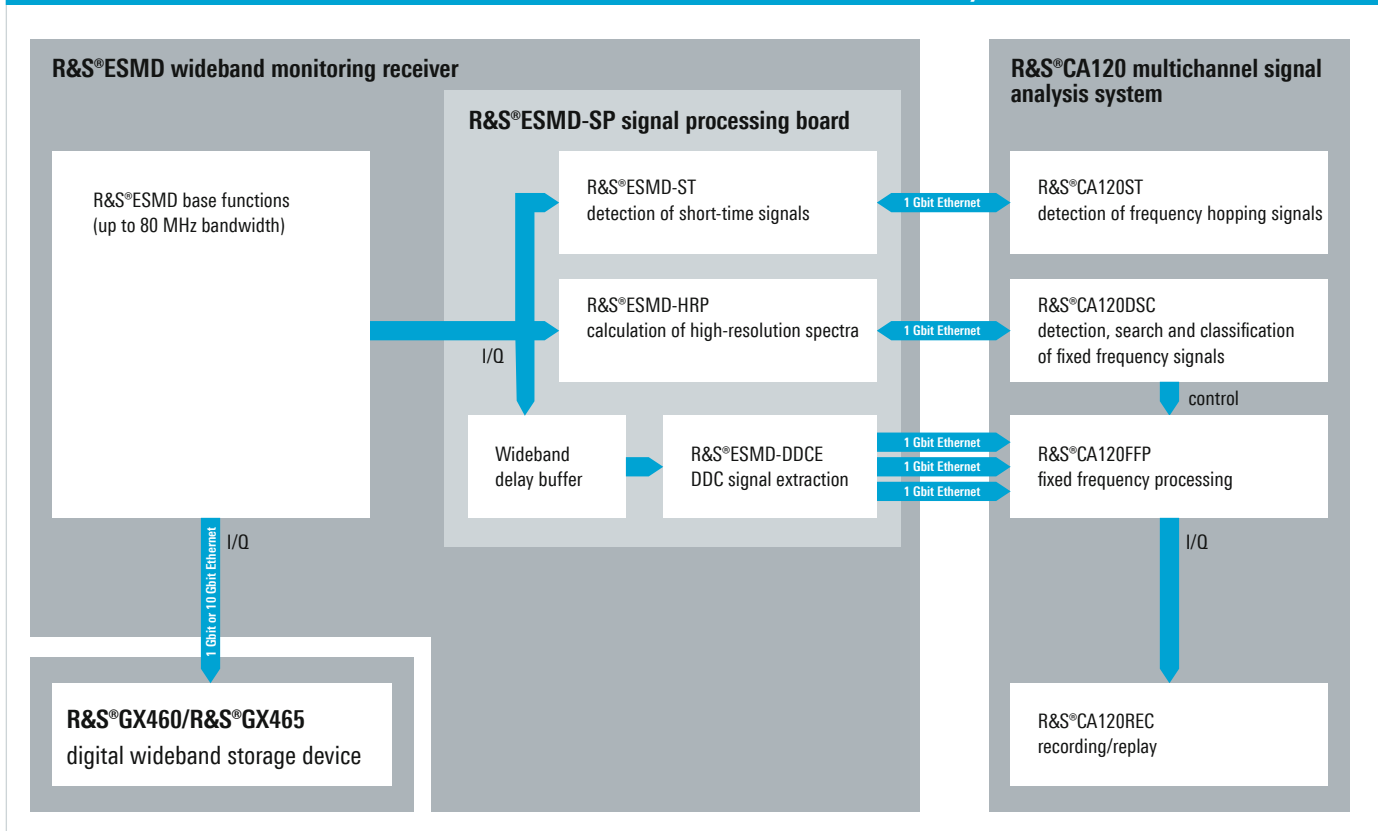 R&S®ESMD wideband monitoring receiver
R&S®ESMD base functions
(up to 80 MHz bandwidth)
I/Q
R&S®ESMD-SP signal processing board
R&S®ESMD-ST
detection of short-time signals
R&S®ESMD-HRP
calculation of high-resolution spectra
Wideband
delay buffer
R&S®ESMD-DDCE
DDC signal extraction
1 Gbit Ethernet
1 Gbit Ethernet
1 Gbit Ethernet
1 Gbit Ethernet
1 Gbit Ethernet
R&S®CA120 multichannel signal
analysis system
R&S®CA120ST
detection of frequency hopping signals
R&S®CA120DSC
detection, search and classification
of fixed frequency signals
control
R&S®CA120FFP
fixed frequency processing
I/Q
R&S®CA120REC
recording/replay
I/Q
1 Gbit or 10 Gbit Ethernet
R&S®GX460/R&S®GX465
digital wideband storage device